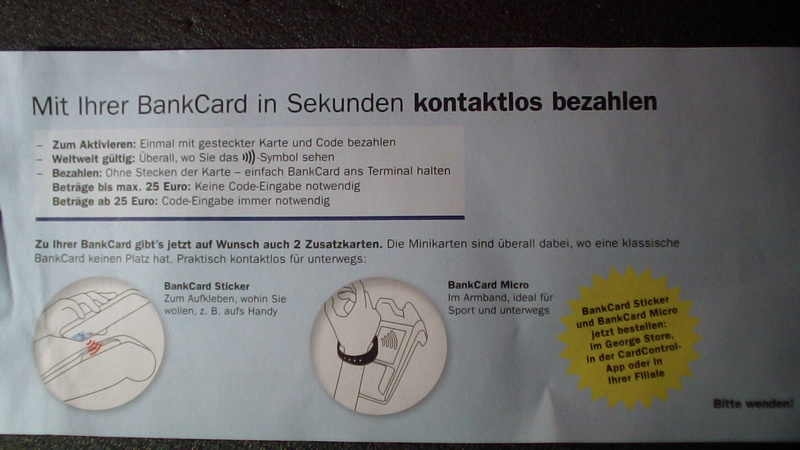 Mit Ihrer BankCard in Sekunden kontaktlos bezahlen
– Zum Aktivieren: Einmal mit gesteckter Karte und Code bezahlen
– Weltweit gültig: Überall, wo Sie das -Symbol sehen
– Bezahlen: Ohne Stecken der Karte – einfach BankCard ans Terminal halten
Beträge bis max. 25 Euro: Keine Code-Eingabe notwendig
Beträge ab 25 Euro: Code-Eingabe immer notwendig
Zu Ihrer BankCard gibt's jetzt auf Wunsch auch 2 Zusatzkarten. Die Minikarten sind überall dabei, wo eine klassische
BankCard keinen Platz hat. Praktisch kontaktlos für unterwegs:
BankCard Sticker
Zum Aufkleben, wohin Sie
wollen, z. B. aufs Handy
BankCard Micro
Im Armband, ideal für
Sport und unterwegs
BankCard Sticker
und BankCard Micro
jetzt bestellen:
Im George Store,
in der CardControl-
App oder in
Ihrer Filiale
Bitte wenden!